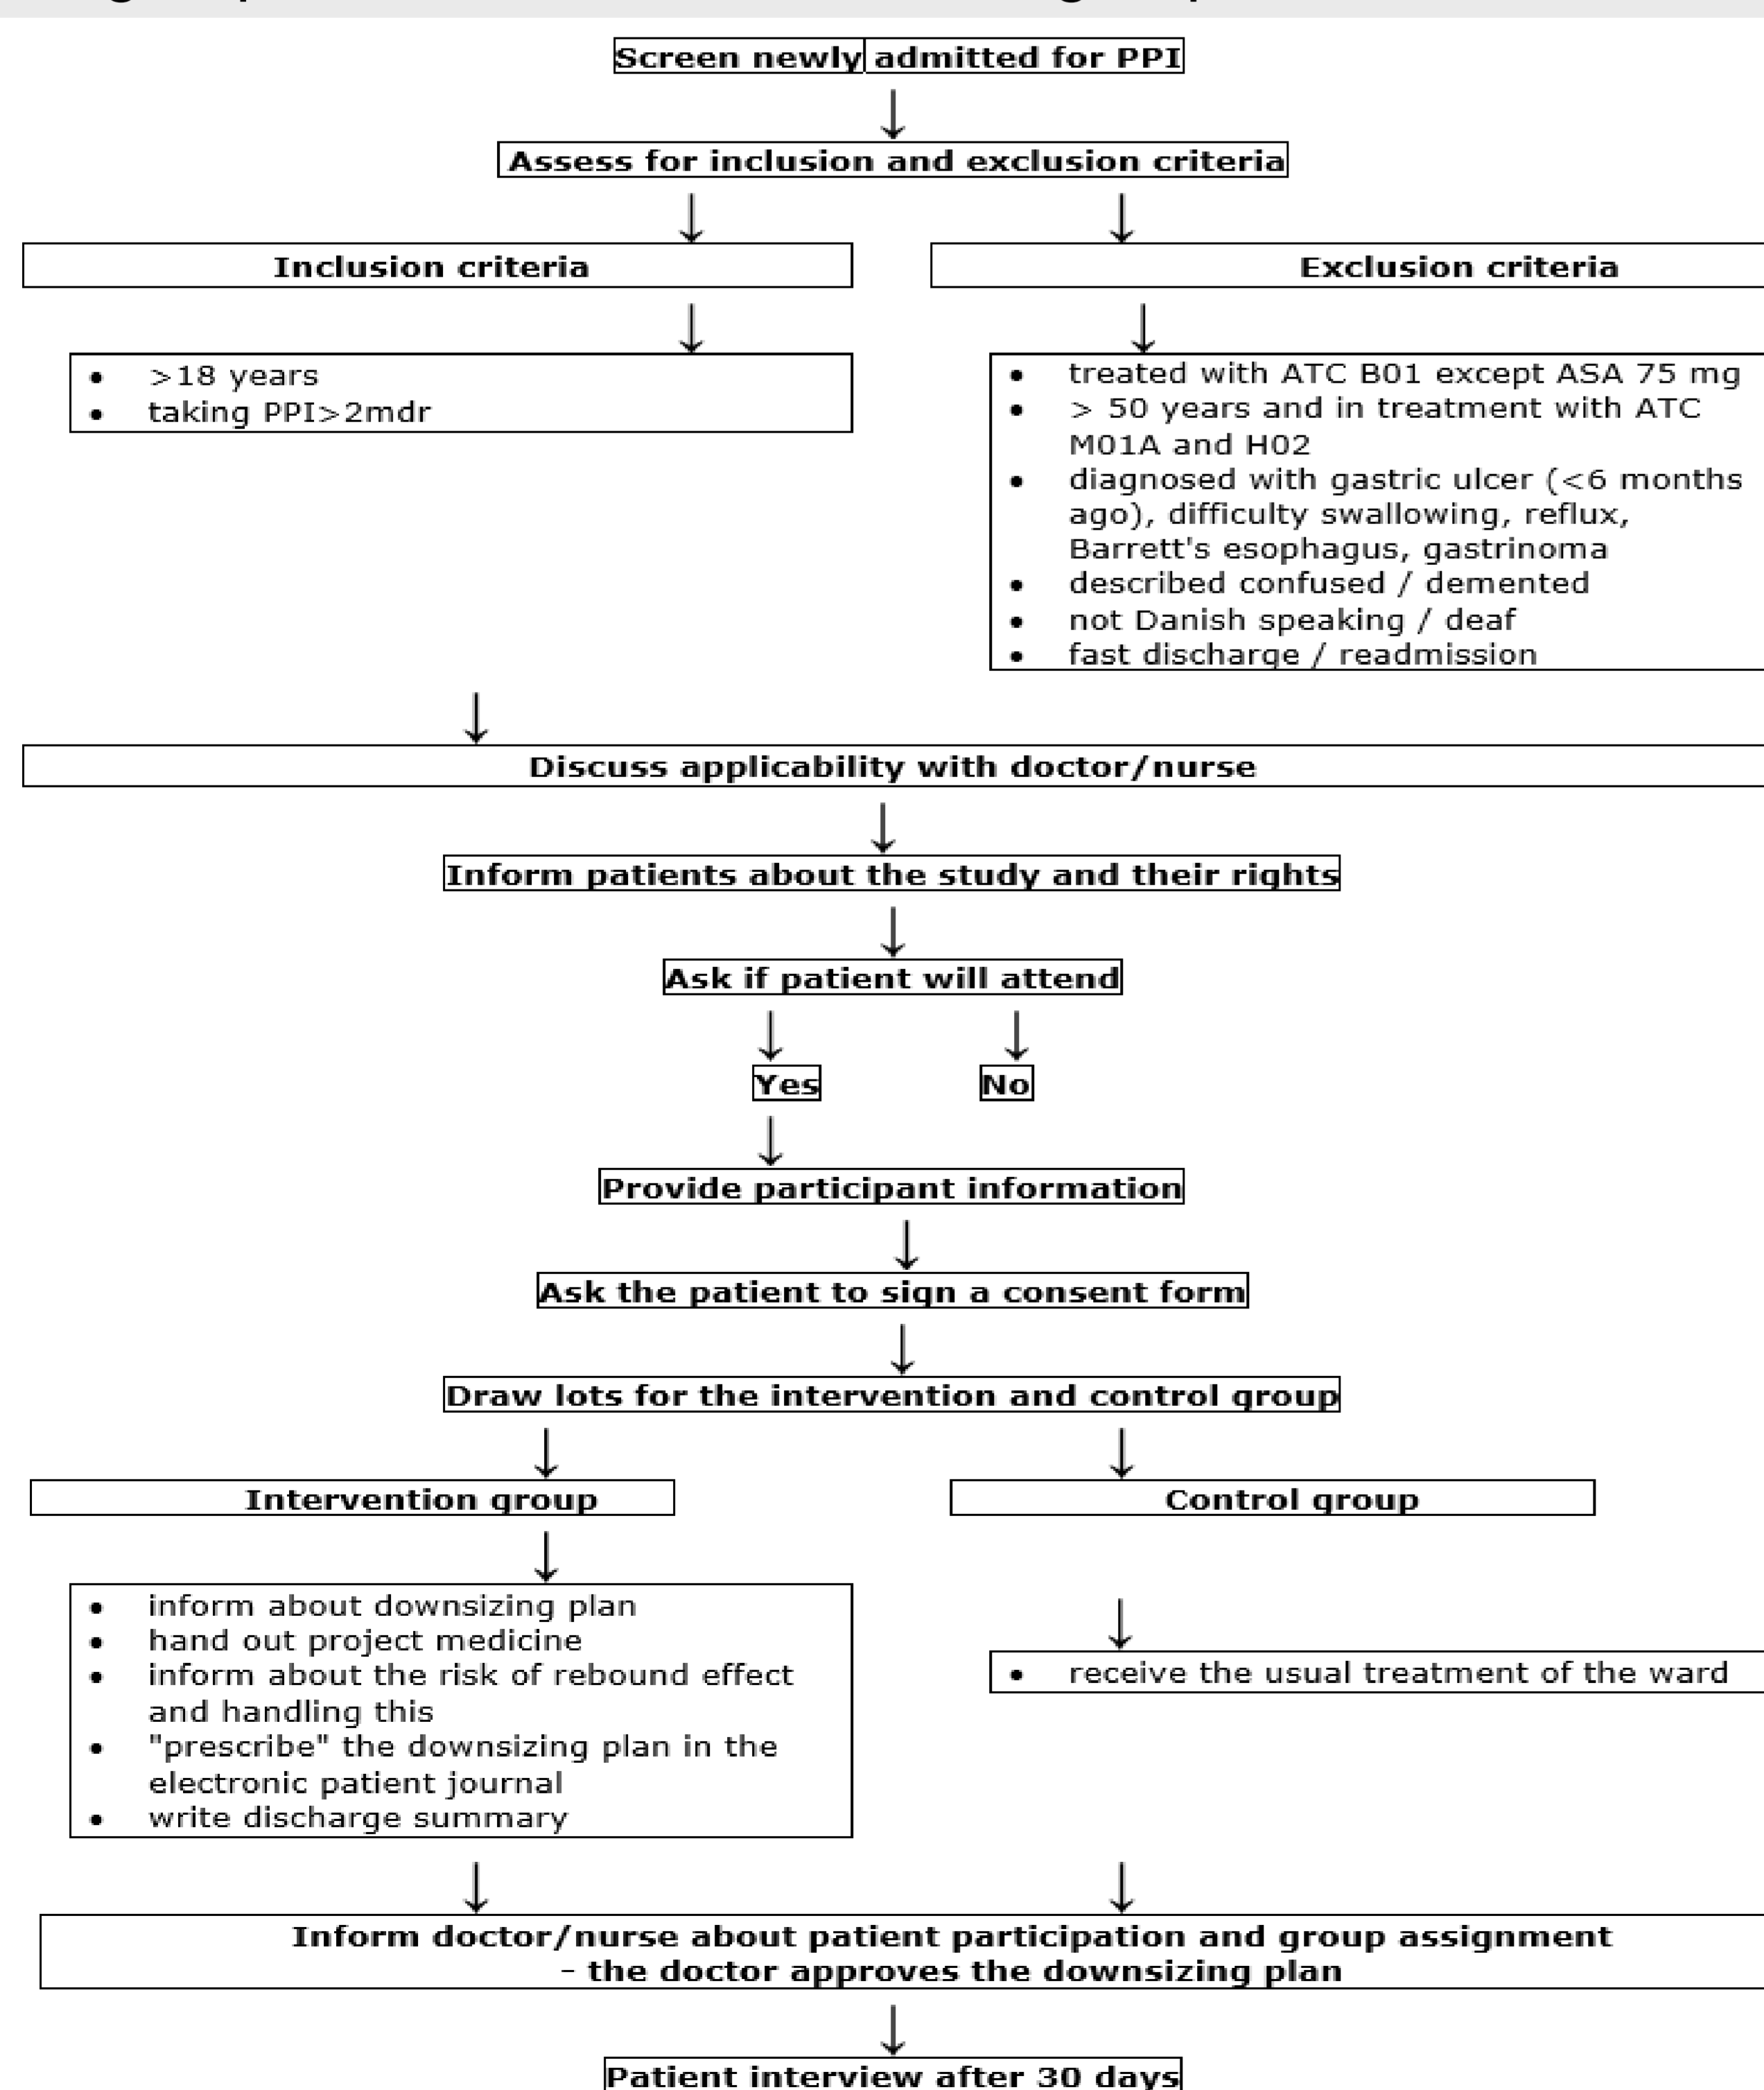 Screen newly admitted for PPI
Assess for inclusion and exclusion criteria
Inclusion criteria
Exclusion criteria
• >18 years
• taking PPI>2mdr
• treated with ATC B01 except ASA 75 mg
• > 50 years and in treatment with ATC
M01A and H02
• diagnosed with gastric ulcer (<6 months
ago), difficulty swallowing, reflux,
Barrett's esophagus, gastrinoma
• described confused / demented
• not Danish speaking / deaf
• fast discharge / readmission
Discuss applicability with doctor/nurse
Inform patients about the study and their rights
Ask if patient will attend
Yes
No
Provide participant information
Ask the patient to sign a consent form
Draw lots for the intervention and control group
Intervention group
Control group
• inform about downsizing plan
• hand out project medicine
• inform about the risk of rebound effect
and handling this
• "prescribe" the downsizing plan in the
electronic patient journal
• write discharge summary
• receive the usual treatment of the ward
Inform doctor/nurse about patient participation and group assignment
- the doctor approves the downsizing plan
Patient interview after 30 days